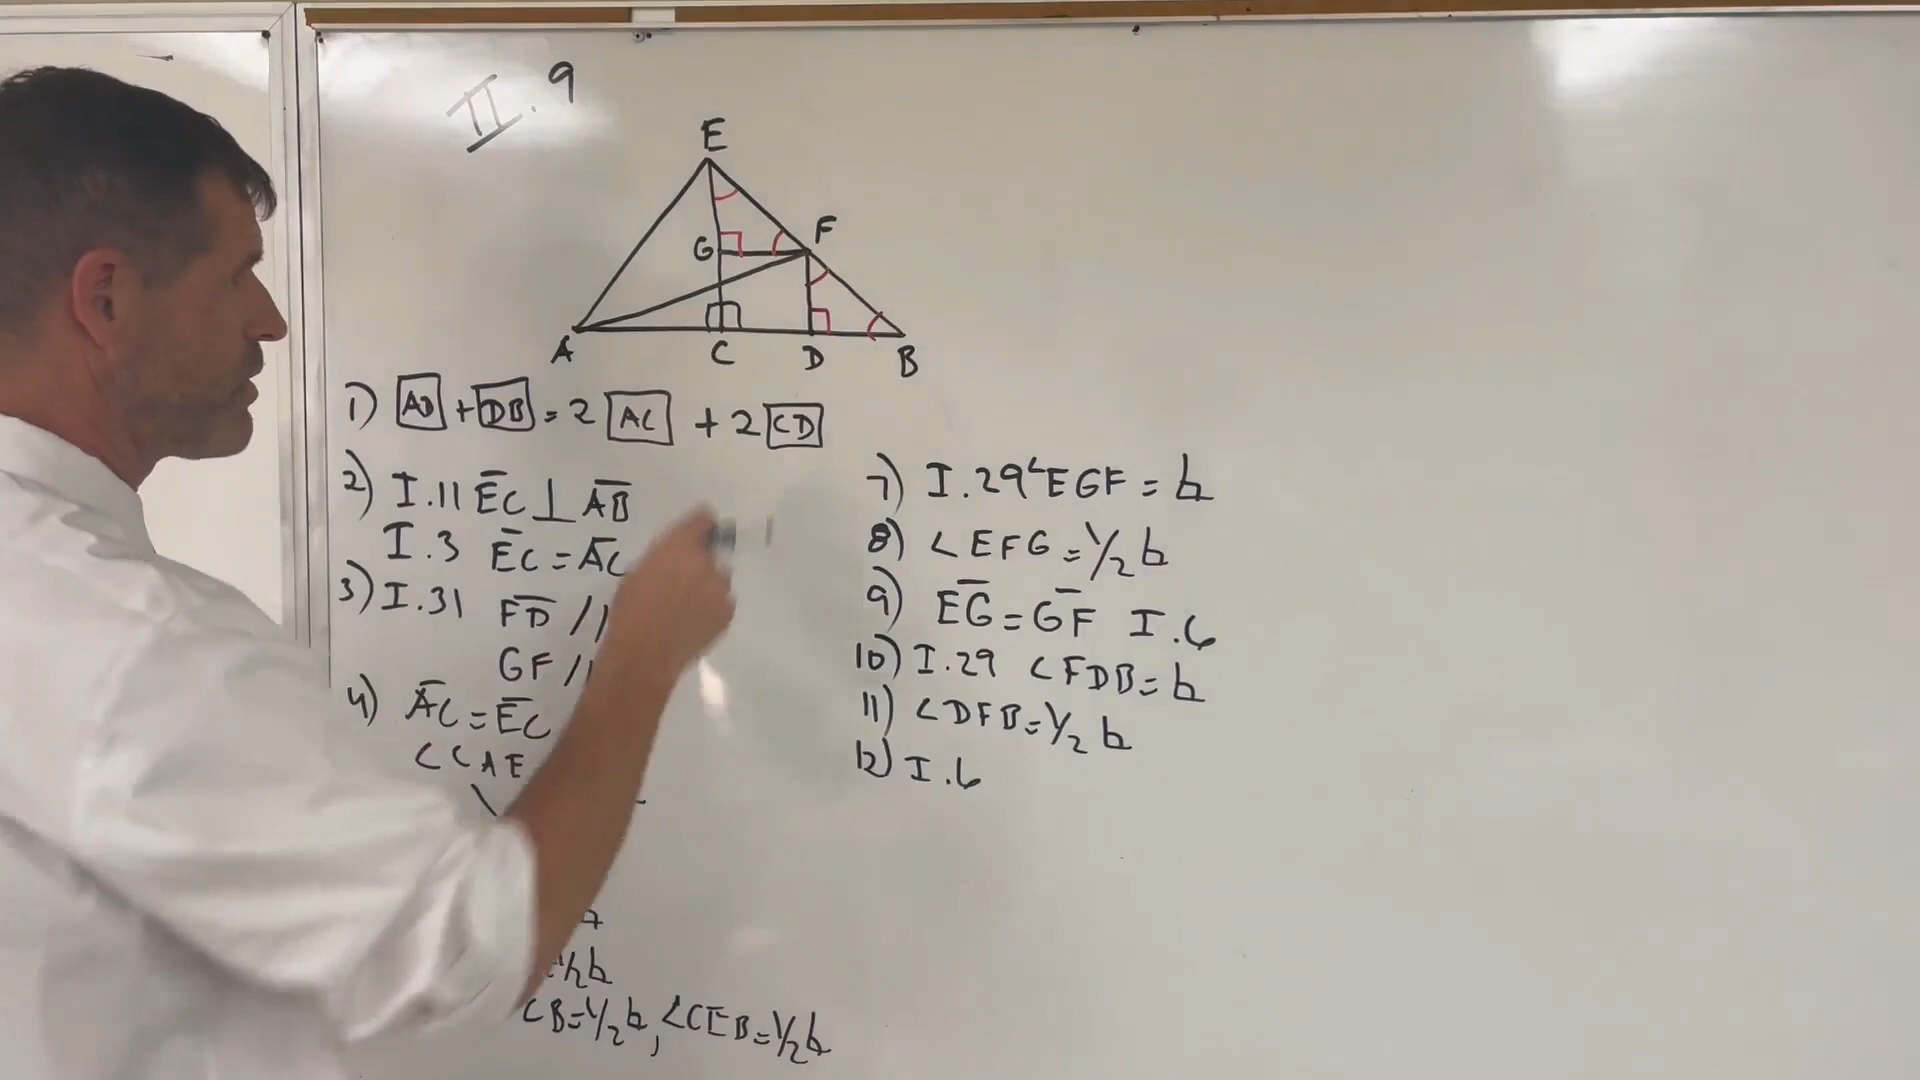 II.9
E
F
G
A C D B
1) AD + DB = 2 AC + 2 CD
2) I.11 EC ⊥ AB
I.3 EC = AC
3) I.31 FD //
GF //
4) AC = EC
<CAE
1/2 b
CB = 1/2 b, <CEB = 1/2 b
7) I.29 <EGF = b
8) <EFG = 1/2 b
9) EG = GF I.6
10) I.29 <FDB = b
11) <DFB = 1/2 b
12) I.6